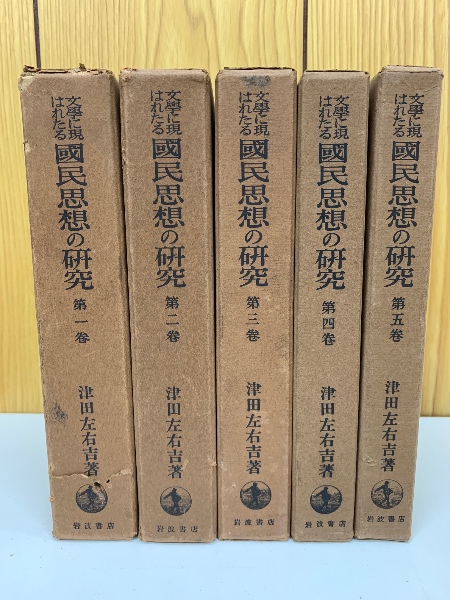 文學に現
はれたる
國民思想の研究
第一卷
津田左右吉著
岩波書店
文學に現
はれたる
國民思想の研究
第二卷
津田左右吉著
岩波書店
文學に現
はれたる
國民思想の研究
第三卷
津田左右吉著
岩波書店
文學に現
はれたる
國民思想の研究
第四卷
津田左右吉著
岩波書店
文學に現
はれたる
國民思想の研究
第五卷
津田左右吉著
岩波書店